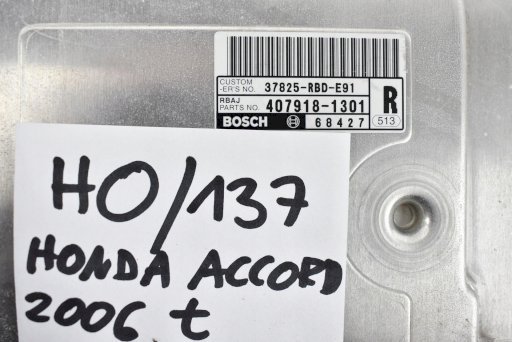 CUSTOM
-ER'S NO. 37825-RBD-E91
RBAJ
PARTS NO. 407918-1301 R
BOSCH 68427 513
HO/137
HONDA ACCORD
2006 t